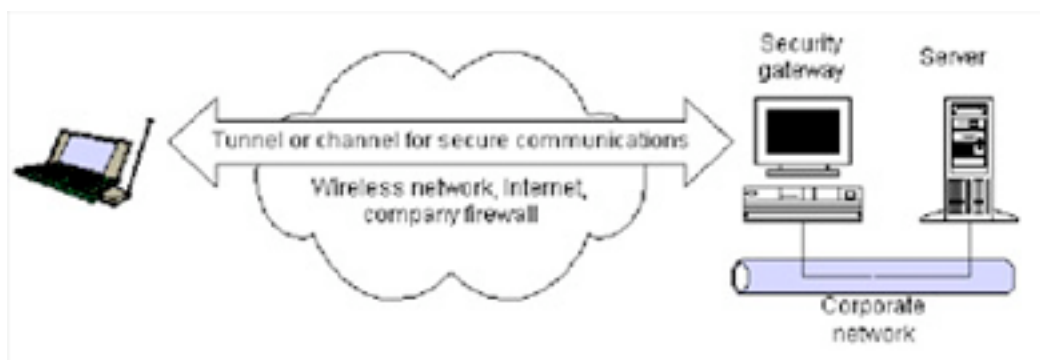 Security
gateway
Server
Tunnel or channel for secure communications
Wireless network, Internet,
company firewall
Corporate
network